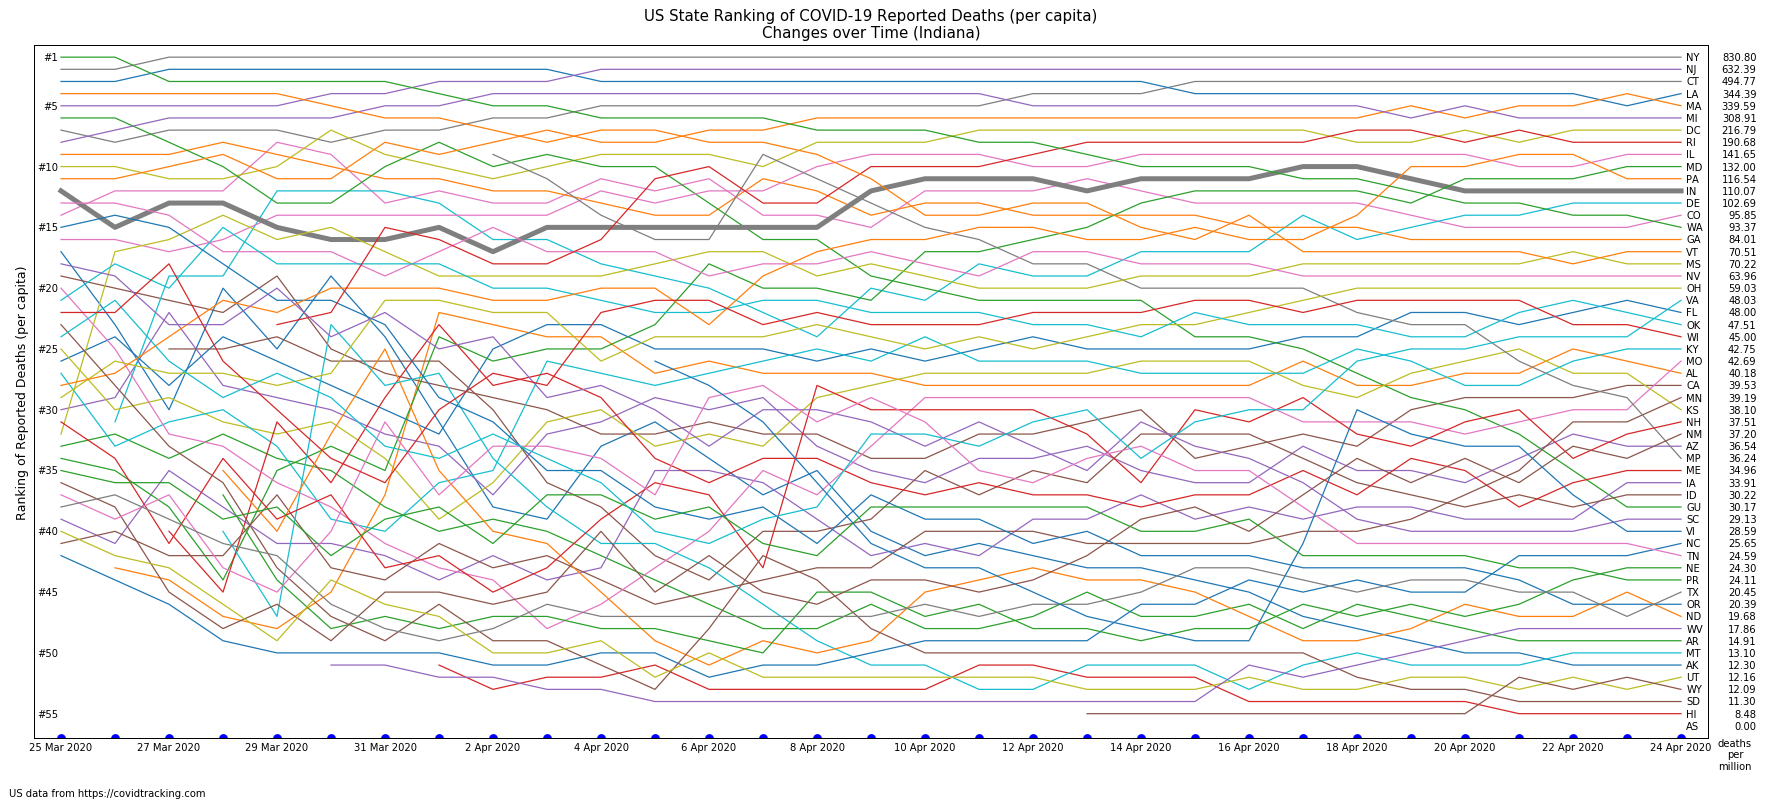 US State Ranking of COVID-19 Reported Deaths (per capita)
Changes over Time (Indiana)
Ranking of Reported Deaths (per capita)
#1
#5
#10
#15
#20
#25
#30
#35
#40
#45
#50
#55
NY 830.80
NJ 632.39
CT 494.77
LA 344.39
MA 339.59
MI 308.91
DC 216.79
RI 190.68
IL 141.65
MD 132.00
PA 116.54
IN 110.07
DE 102.69
CO 95.85
WA 93.37
GA 84.01
VT 70.51
MS 70.22
NV 63.96
OH 59.03
VA 48.03
FL 48.00
OK 47.51
WI 45.00
KY 42.75
MO 42.69
AL 40.18
CA 39.53
MN 39.19
KS 38.10
NH 37.51
NM 37.20
AZ 36.54
MP 36.24
ME 34.96
IA 33.91
ID 30.22
GU 30.17
SC 29.13
VI 28.59
NC 25.65
TN 24.59
NE 24.30
PR 24.11
TX 20.45
OR 20.39
ND 19.68
WV 17.86
AR 14.91
MT 13.10
AK 12.30
UT 12.16
WY 12.09
SD 11.30
HI 8.48
AS 0.00
25 Mar 2020 27 Mar 2020 29 Mar 2020 31 Mar 2020 2 Apr 2020 4 Apr 2020 6 Apr 2020 8 Apr 2020 10 Apr 2020 12 Apr 2020 14 Apr 2020 16 Apr 2020 18 Apr 2020 20 Apr 2020 22 Apr 2020 24 Apr 2020
deaths
per
million
US data from https://covidtracking.com